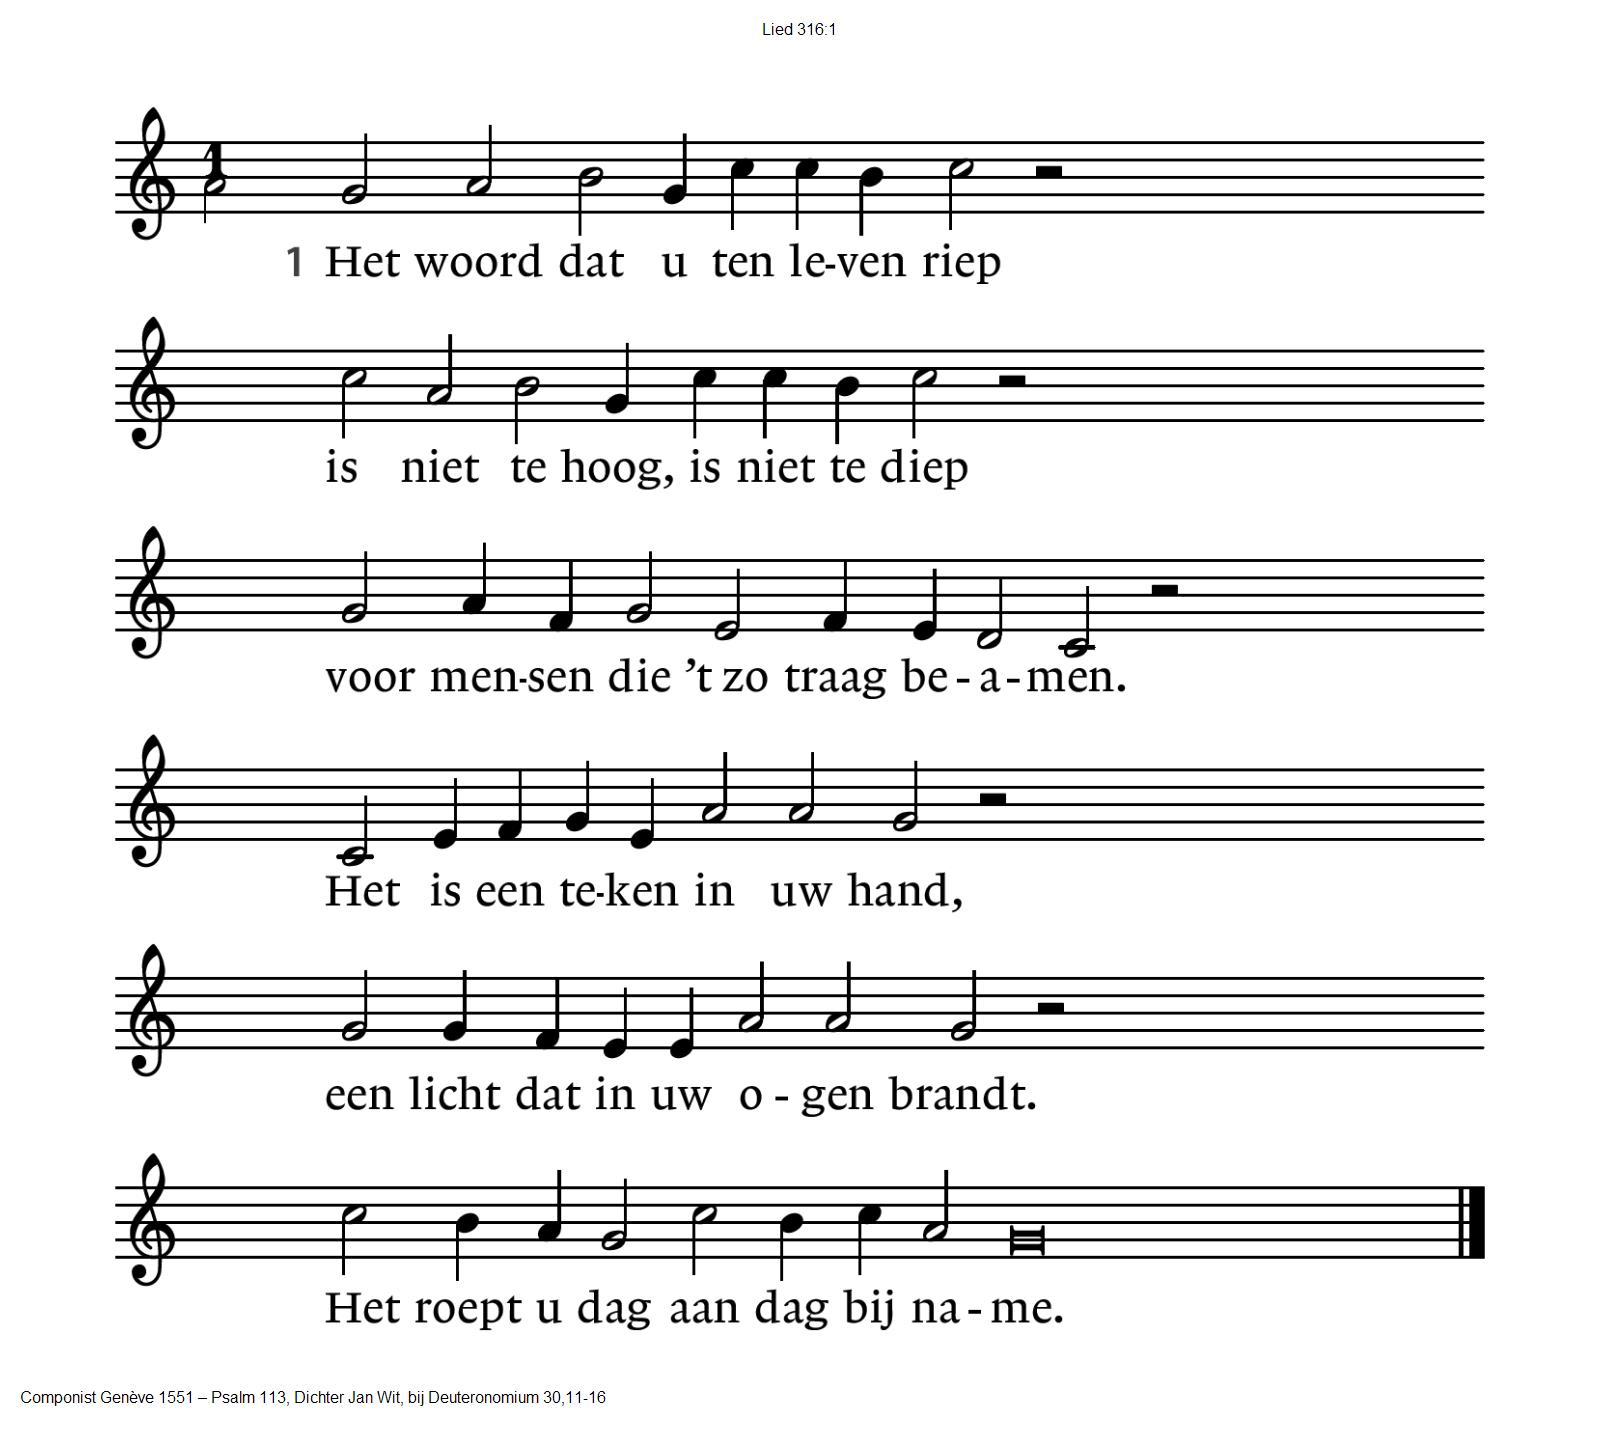 Lied 316:1
1
1 Het woord dat u ten le-ven riep
is niet te hoog, is niet te diep
voor men-sen die ’t zo traag be-a-men.
Het is een te-ken in uw hand,
een licht dat in uw o-gen brandt.
Het roept u dag aan dag bij na-me.
Componist Genève 1551 – Psalm 113, Dichter Jan Wit, bij Deuteronomium 30,11-16